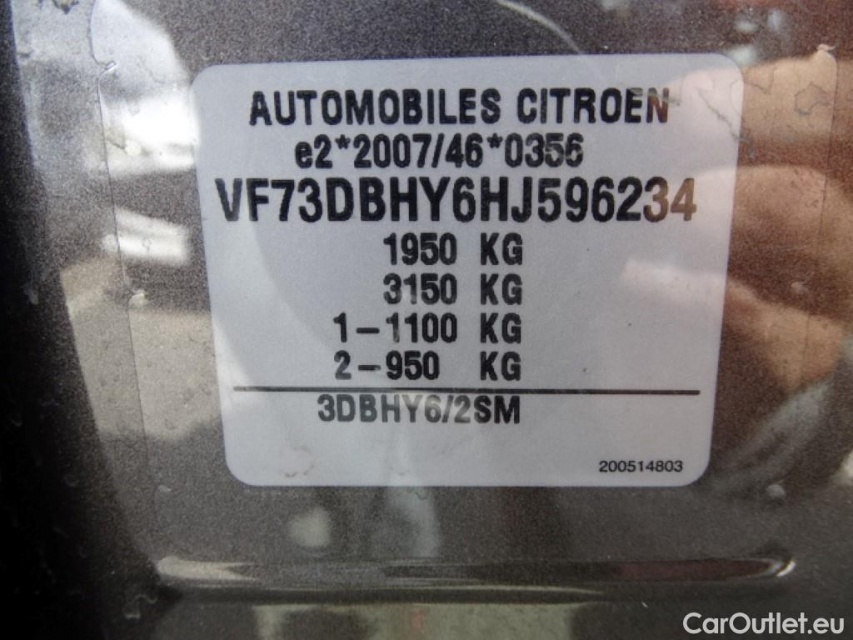 AUTOMOBILES CITROEN
e2*2007/46*0356
VF73DBHY6HJ596234
1950 KG
3150 KG
1-1100 KG
2-950 KG
3DBHY6/2SM
200514803
CarOutlet.eu